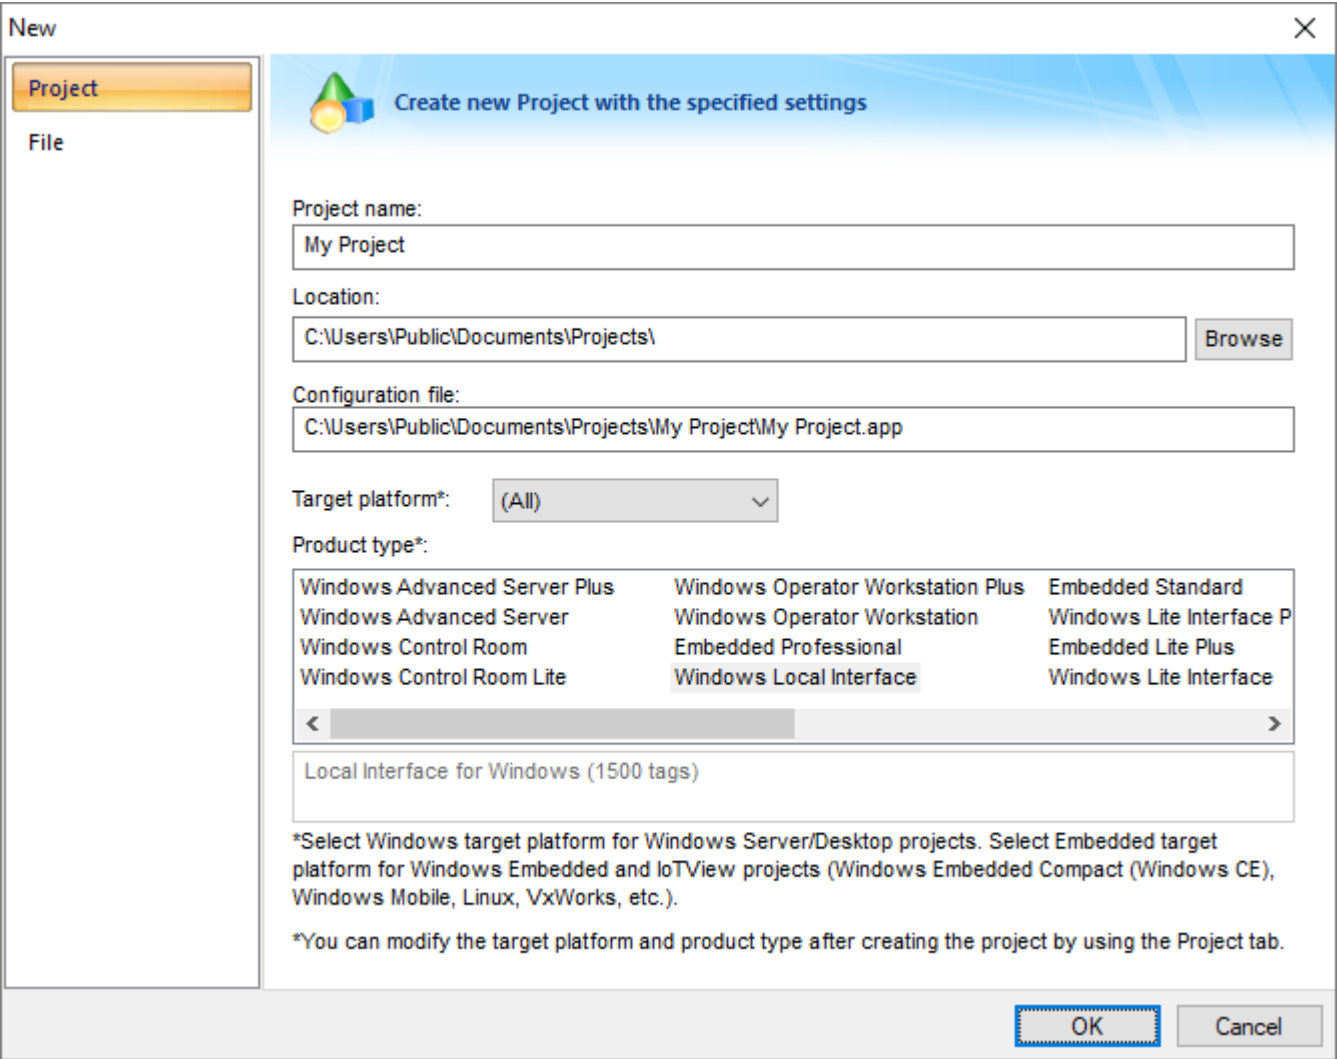 New
Project
File
Create new Project with the specified settings
Project name:
My Project
Location:
C:\Users\Public\Documents\Projects\
Browse
Configuration file:
C:\Users\Public\Documents\Projects\My Project\My Project.app
Target platform*:
(All)
Product type*:
Windows Advanced Server Plus Windows Operator Workstation Plus Embedded Standard
Windows Advanced Server Windows Operator Workstation Windows Lite Interface P
Windows Control Room Embedded Professional Embedded Lite Plus
Windows Control Room Lite Windows Local Interface Windows Lite Interface
Local Interface for Windows (1500 tags)
*Select Windows target platform for Windows Server/Desktop projects. Select Embedded target
platform for Windows Embedded and IoTView projects (Windows Embedded Compact (Windows CE),
Windows Mobile, Linux, VxWorks, etc.).
*You can modify the target platform and product type after creating the project by using the Project tab.
OK
Cancel